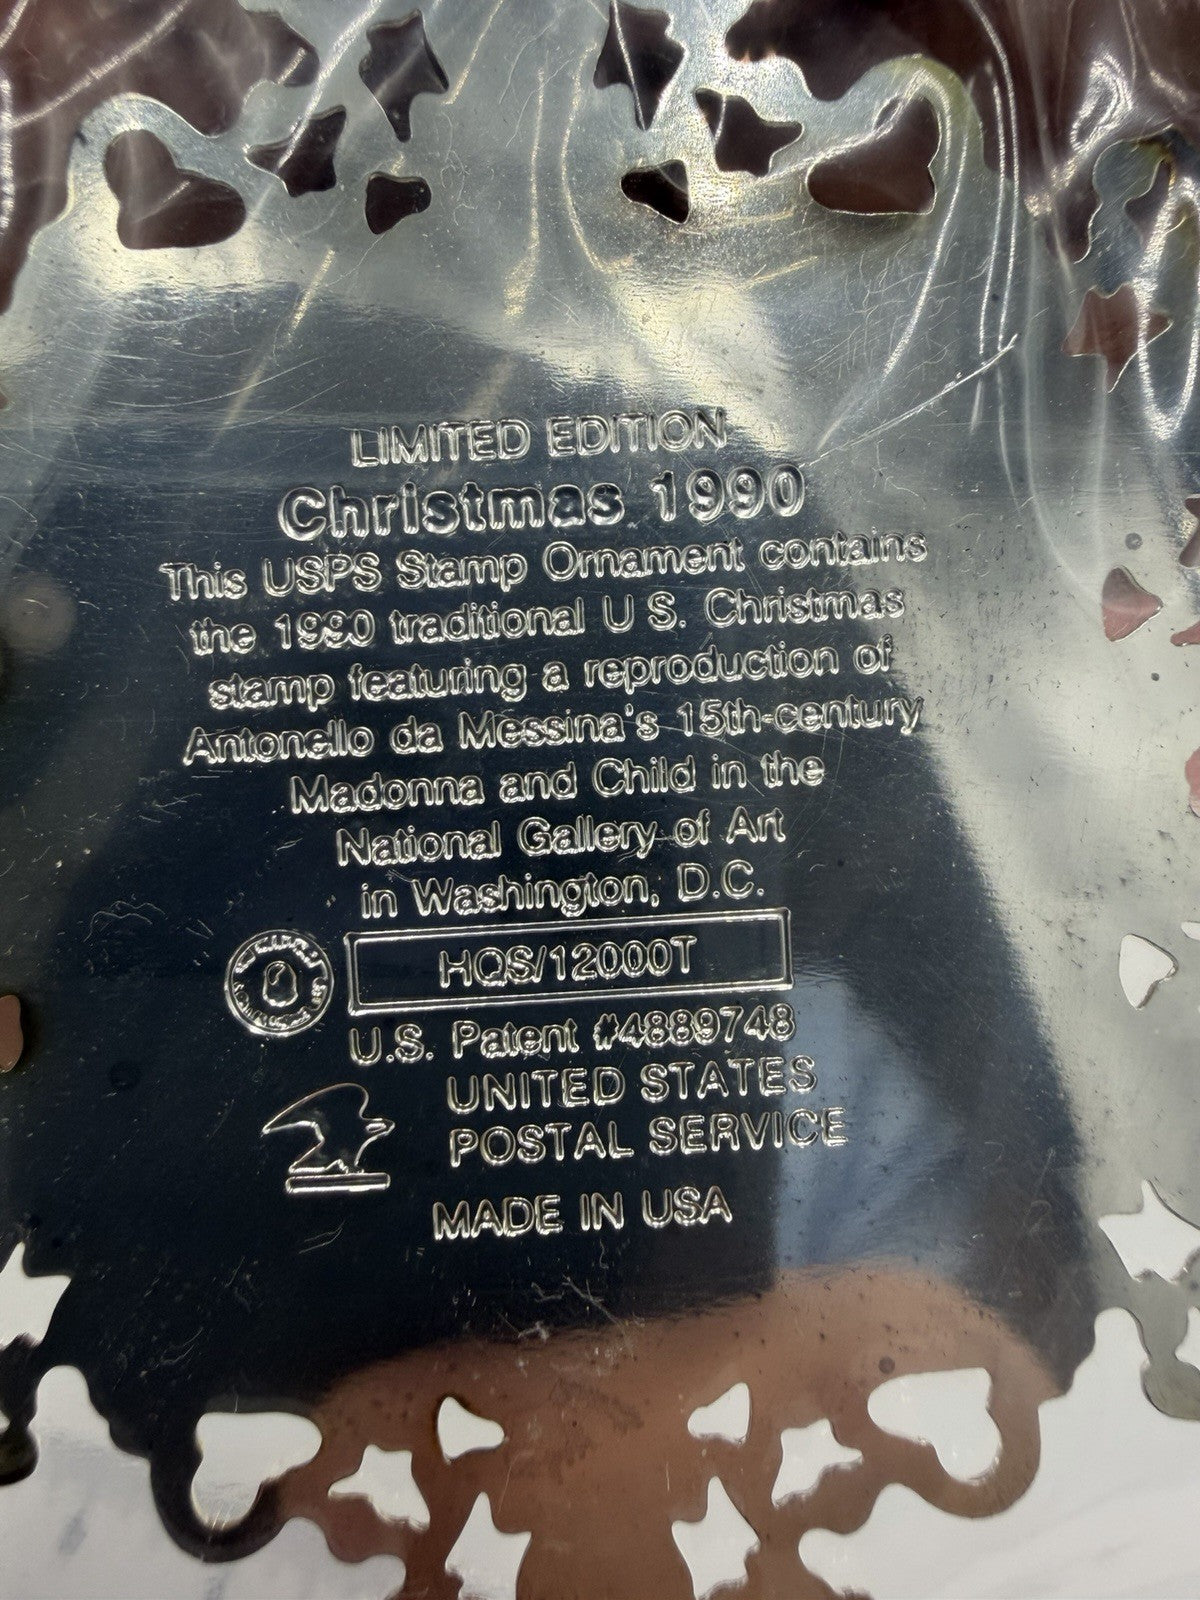 LIMITED EDITION
Christmas 1990
This USPS Stamp Ornament contains
the 1990 traditional U S. Christmas
stamp featuring a reproduction of
Antonello da Messina's 15th-century
Madonna and Child in the
National Gallery of Art
in Washington, D.C.
HQS/12000T
U.S. Patent #4889748
UNITED STATES
POSTAL SERVICE
MADE IN USA